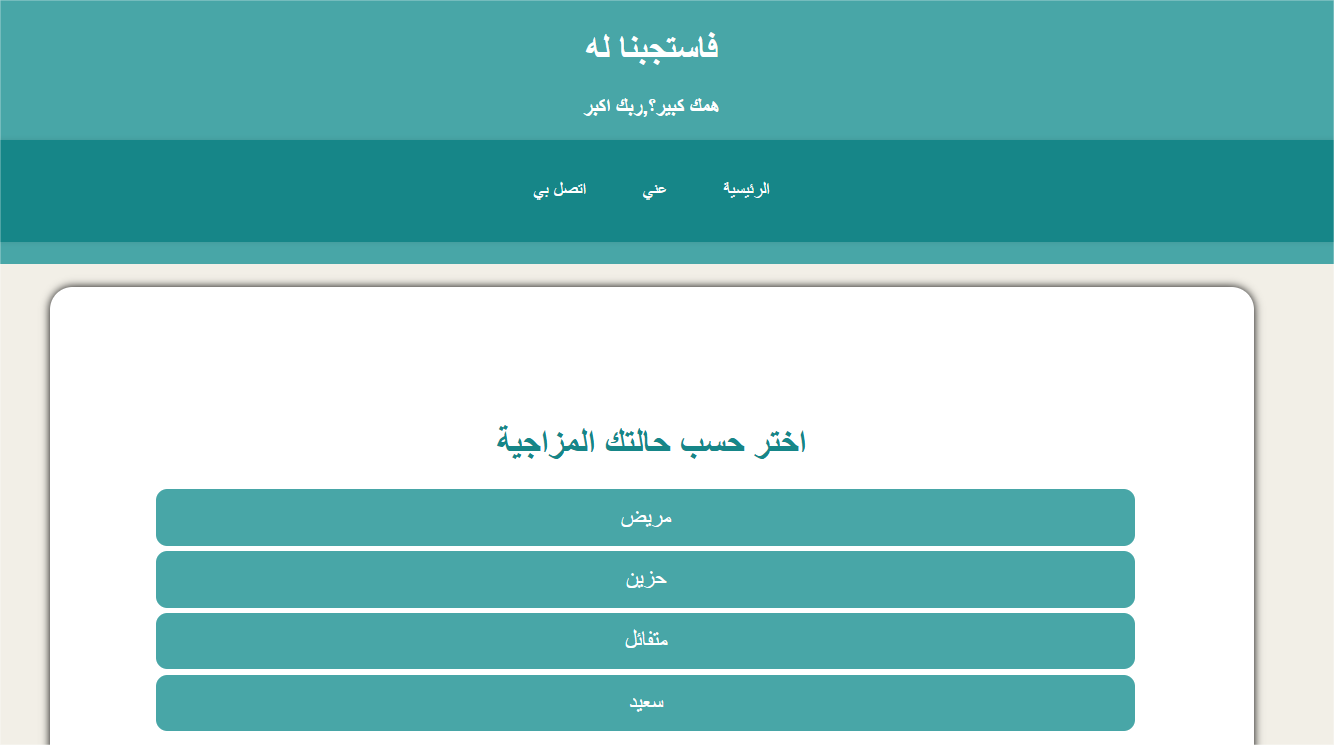 فاستجبنا له
همك كبير؟,ربك اكبر
الرئيسية عني اتصل بي
اختر حسب حالتك المزاجية
مريض
حزين
متفائل
سعيد